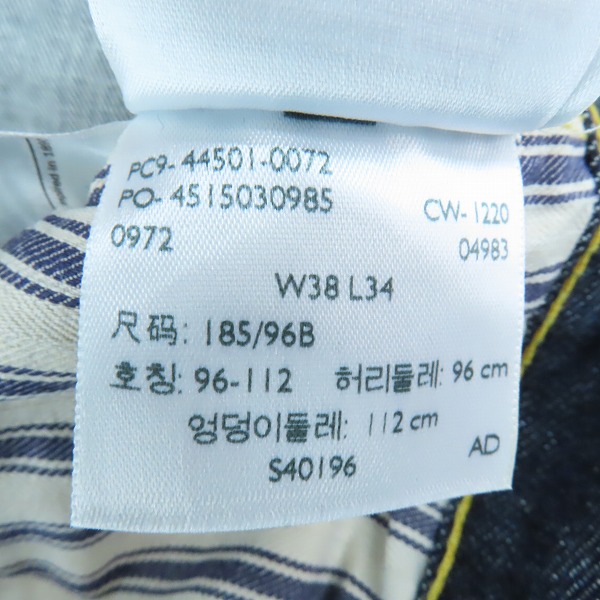 PC9-44501-0072
PO-4515030985 CW-1220
0972 04983
W38 L34
尺码: 185/96B
호칭: 96-112 허리둘레: 96 cm
엉덩이둘레: 112 cm
S40196 AD